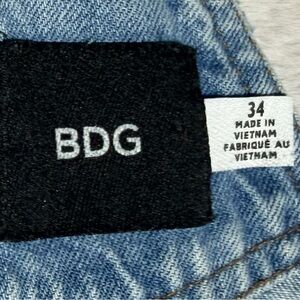 BDG
34
MADE IN
VIETNAM
FABRIQUÉ AU
VIETNAM